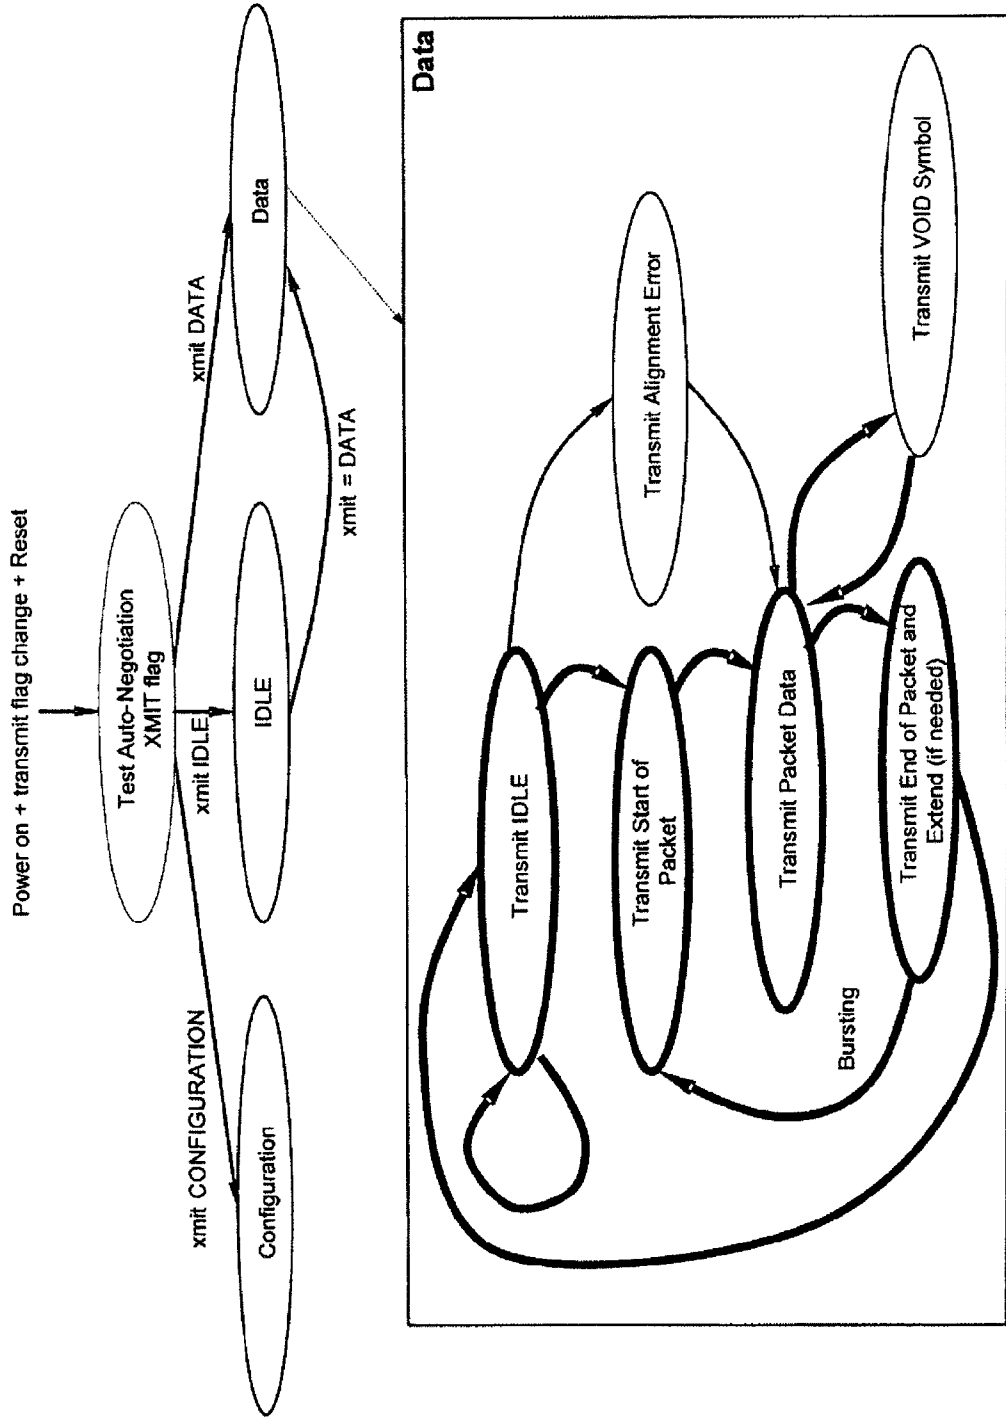 Power on + transmit flag change + Reset
Test Auto-Negotiation
XMIT flag
xmit CONFIGURATION
xmit IDLE
xmit DATA
Configuration
IDLE
Data
xmit = DATA
Data
Transmit IDLE
Transmit Start of
Packet
Transmit Alignment Error
Transmit Packet Data
Bursting
Transmit End of Packet and
Extend (if needed)
Transmit VOID Symbol